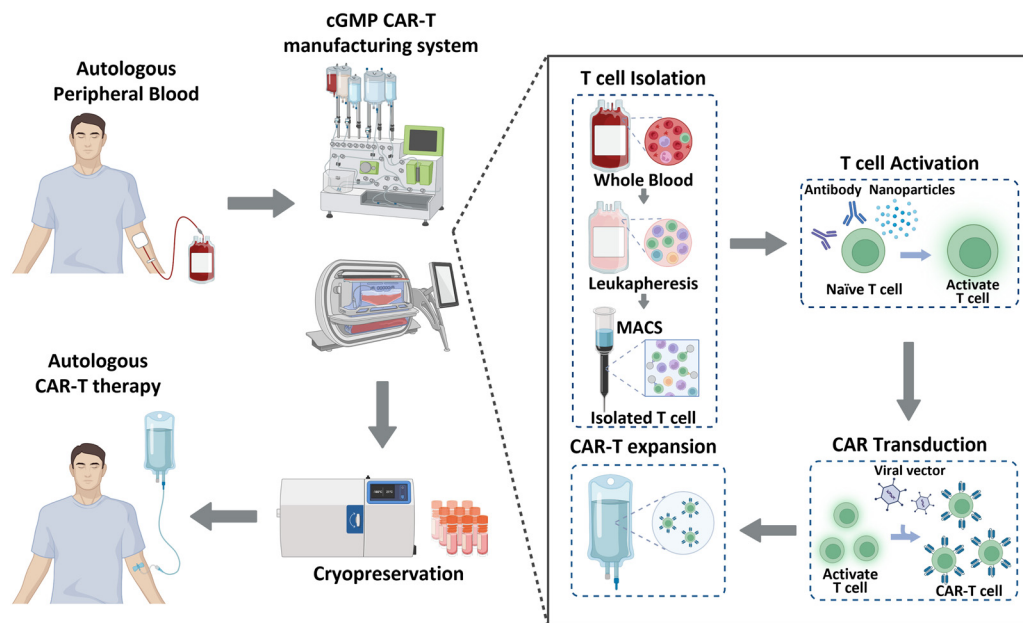 Autologous
Peripheral Blood
cGMP CAR-T
manufacturing system
Cryopreservation
Autologous
CAR-T therapy
T cell Isolation
Whole Blood
Leukapheresis
MACS
Isolated T cell
T cell Activation
Antibody Nanoparticles
Naïve T cell
Activate
T cell
CAR Transduction
Viral vector
Activate
T cell
CAR-T cell
CAR-T expansion